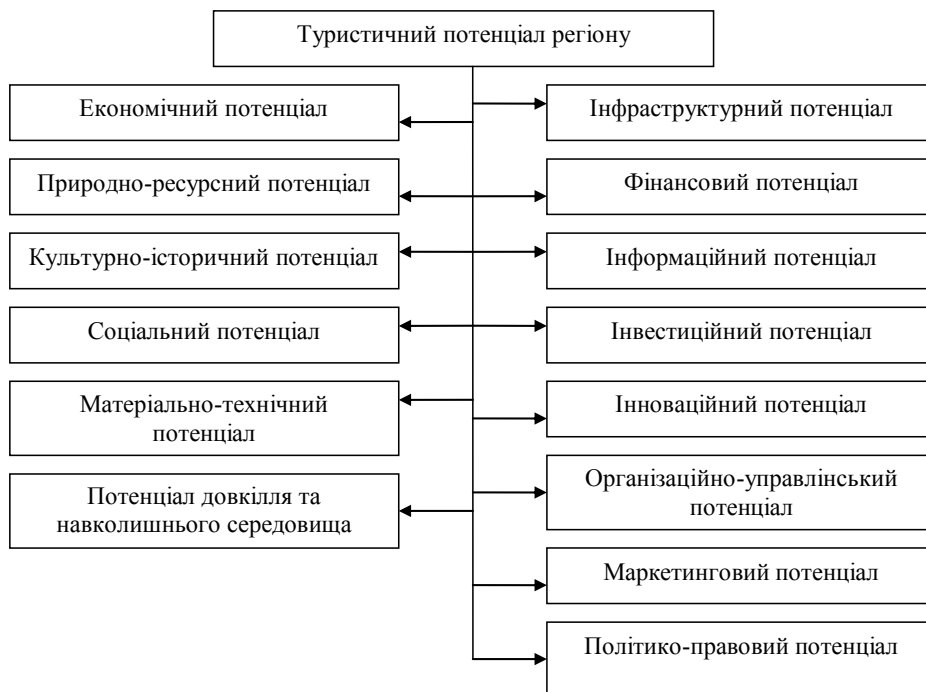 Туристичний потенціал регіону
Економічний потенціал
Природно-ресурсний потенціал
Культурно-історичний потенціал
Соціальний потенціал
Матеріально-технічний
потенціал
Потенціал довкілля та
навколишнього середовища
Інфраструктурний потенціал
Фінансовий потенціал
Інформаційний потенціал
Інвестиційний потенціал
Інноваційний потенціал
Організаційно-управлінський
потенціал
Маркетинговий потенціал
Політико-правовий потенціал